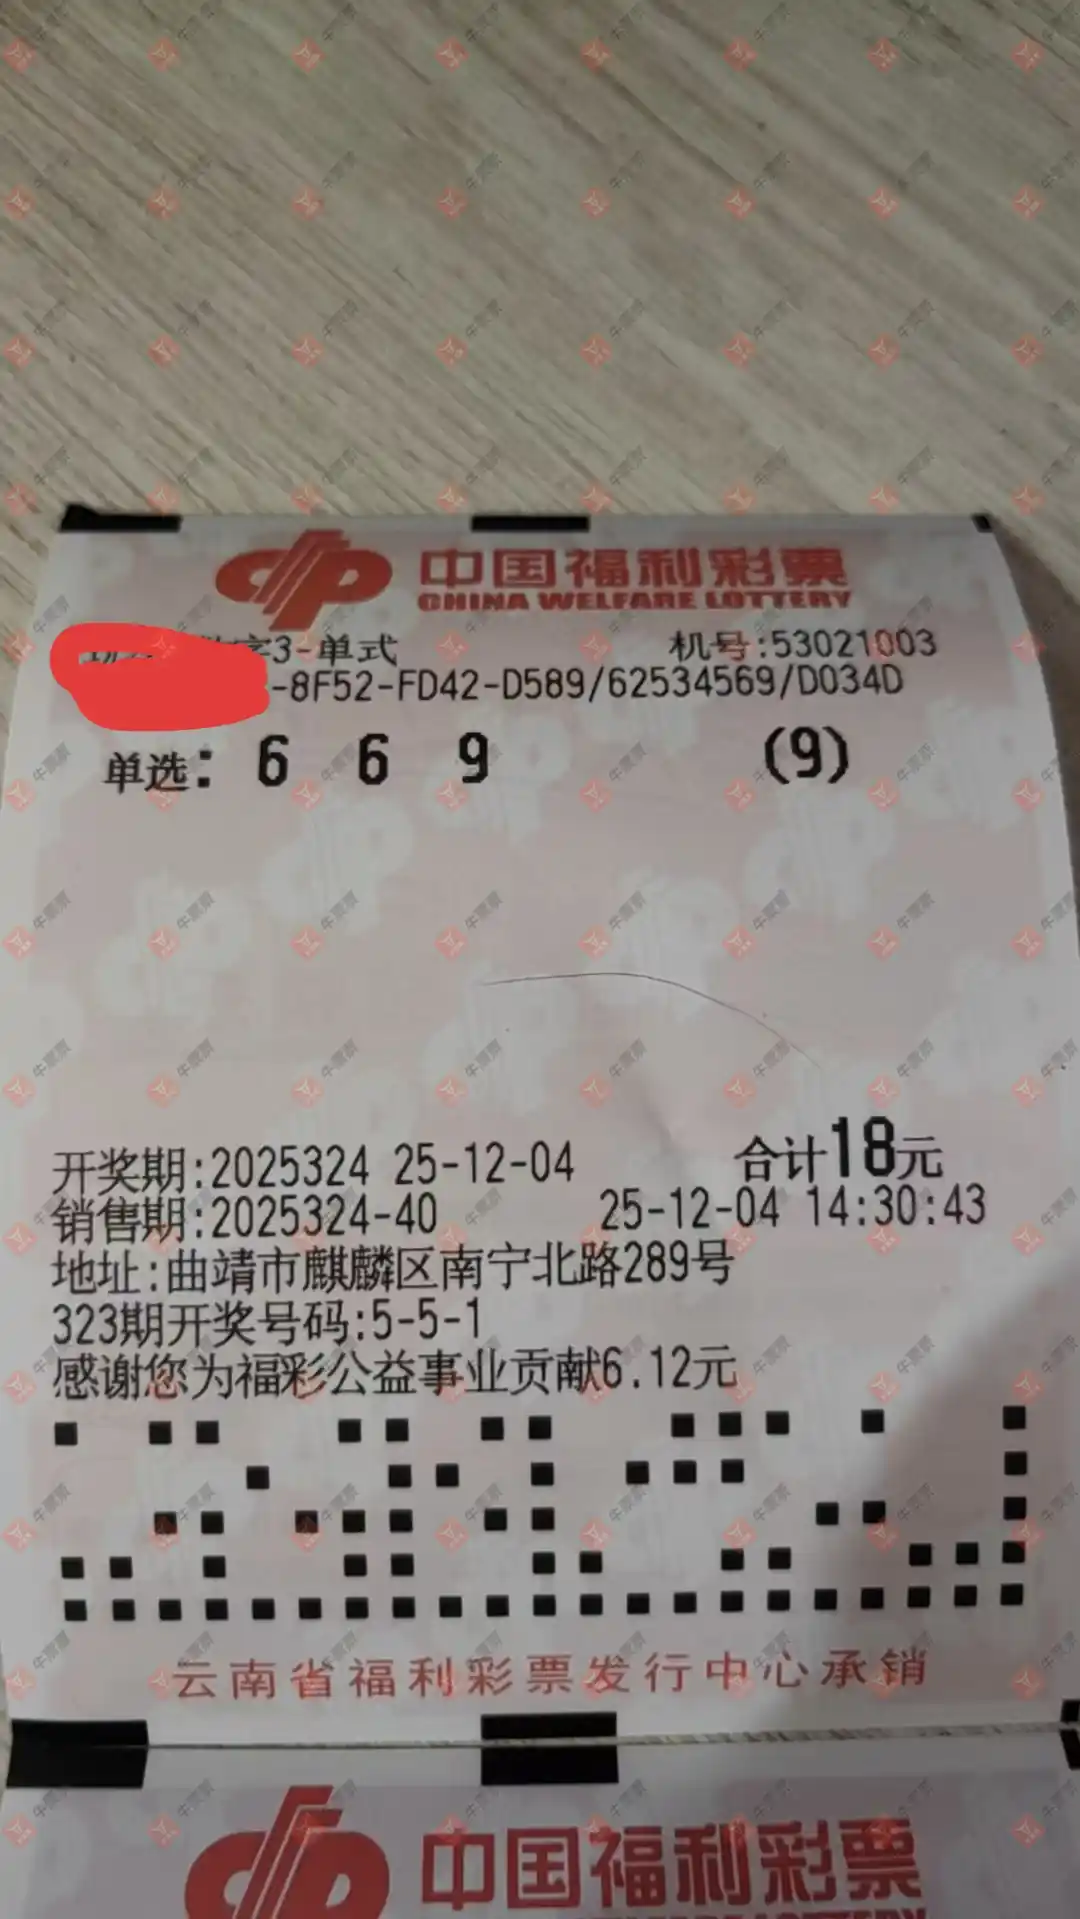 中国福利彩票
CHINA WELFARE LOTTERY
字3-单式 机号:53021003
-8F52-FD42-D589/62534569/D034D
单选: 6 6 9 (9)
开奖期:2025324 25-12-04 合计18元
销售期:2025324-40 25-12-04 14:30:43
地址:曲靖市麒麟区南宁北路289号
323期开奖号码:5-5-1
感谢您为福彩公益事业贡献6.12元
云南省福利彩票发行中心承销
中国福利彩票